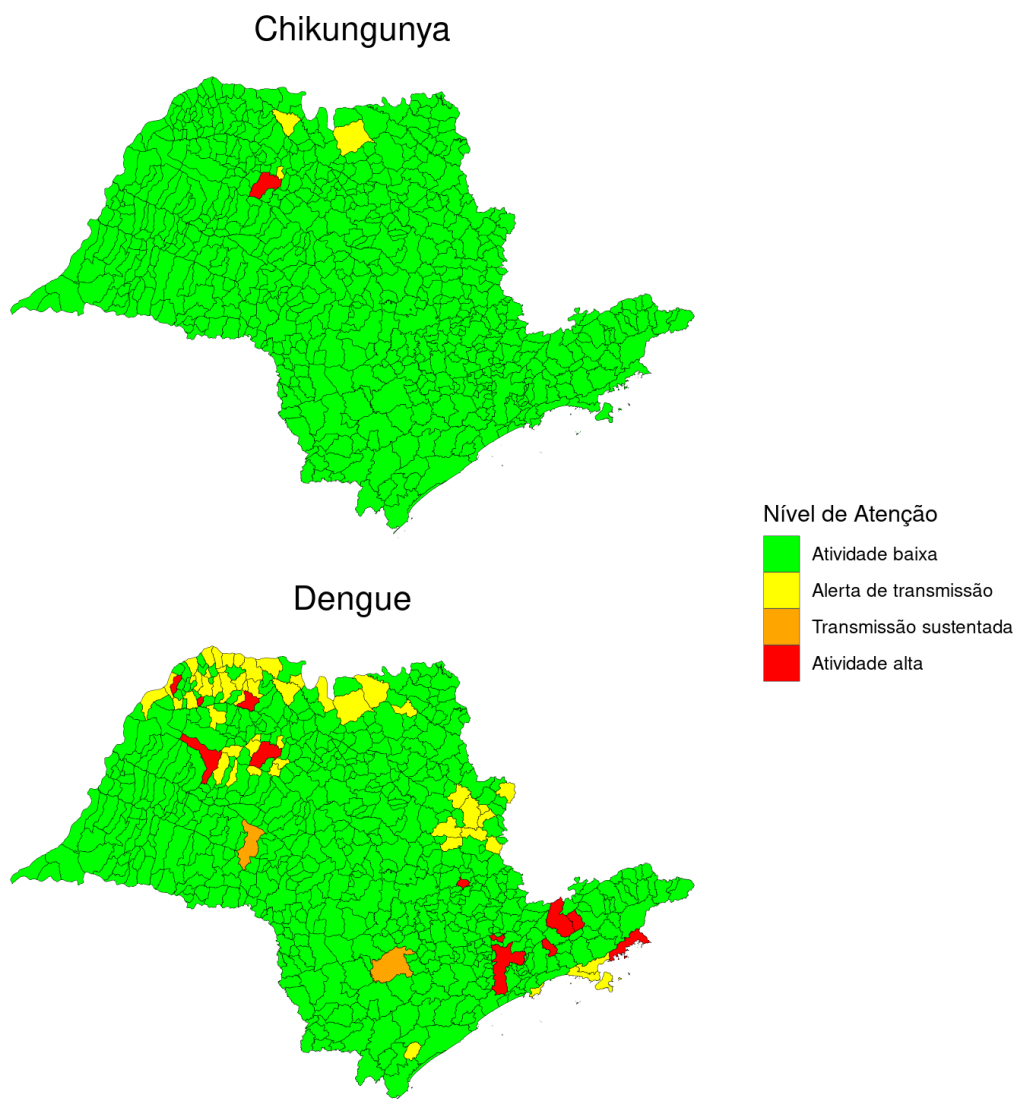 Chikungunya
Nível de Atenção
Atividade baixa
Alerta de transmissão
Transmissão sustentada
Atividade alta
Dengue